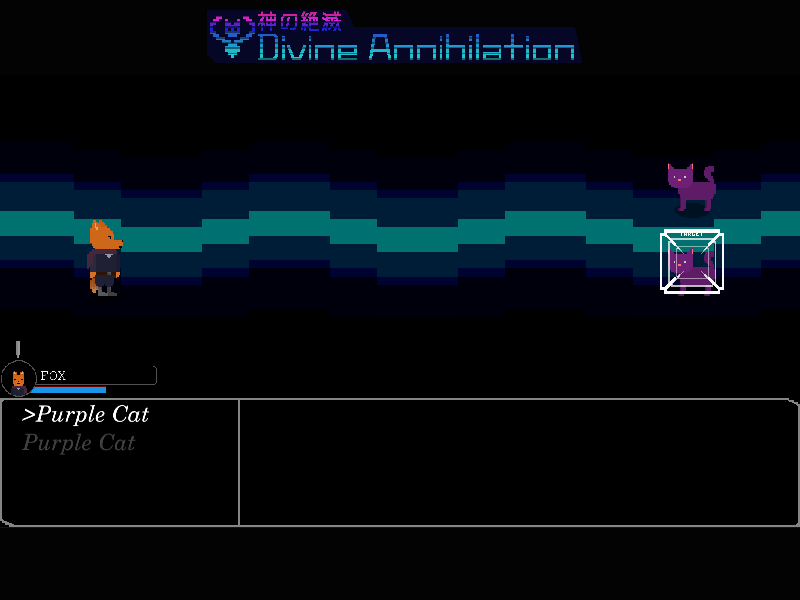 神の絶滅
Divine Annihilation
TARGET
FOX
>Purple Cat
Purple Cat